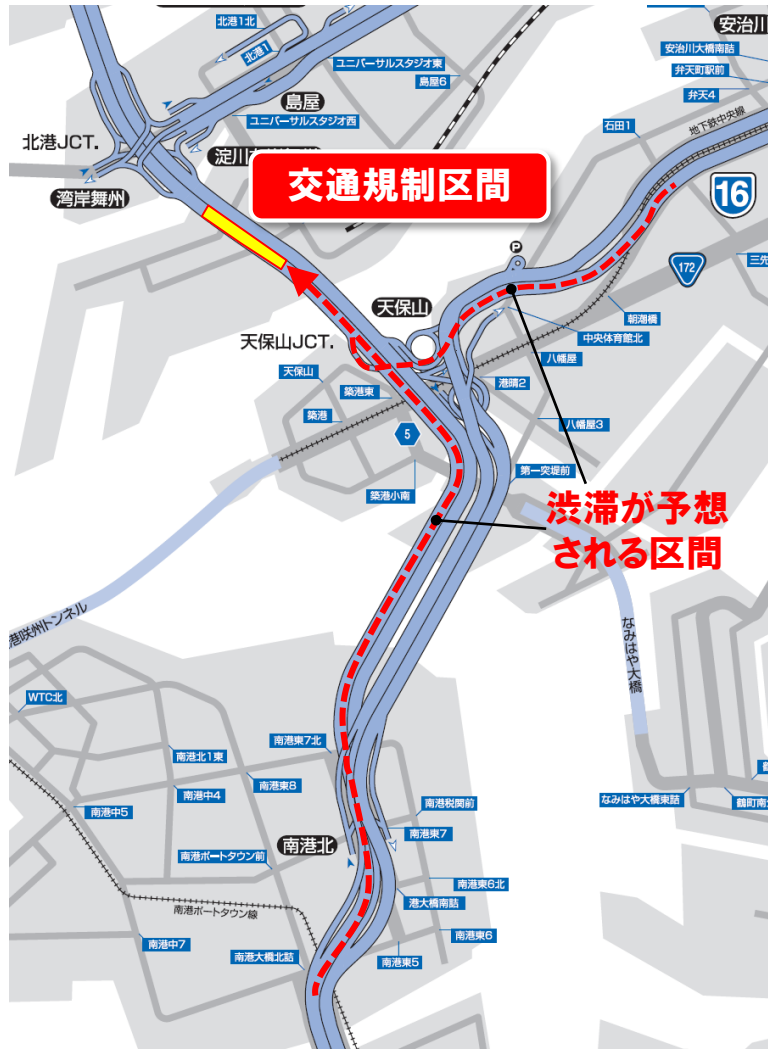 北港1北
北港1
安治川
安治川大橋南詰
弁天町駅前
弁天4
ユニバーサルスタジオ東
島屋6
島屋
ユニバーサルスタジオ西
石田1
地下鉄中央線
北港JCT.
淀川
湾岸舞州
交通規制区間
16
P
172
三先
天保山
朝潮橋
中央体育館北
天保山JCT.
八幡屋
天保山
港晴2
築港東
築港
八幡屋3
5
第一突堤前
築港小南
渋滞が予想
される区間
港咲州トンネル
なみはや大橋
WTC北
南港東7北
南港北1東
南港東8
南港中4
なみはや大橋東詰
鶴町南
南港中5
南港税関前
南港東7
南港北
南港ポートタウン前
南港東6北
港大橋南詰
南港ポートタウン線
南港東6
南港中7
南港大橋北詰
南港東5